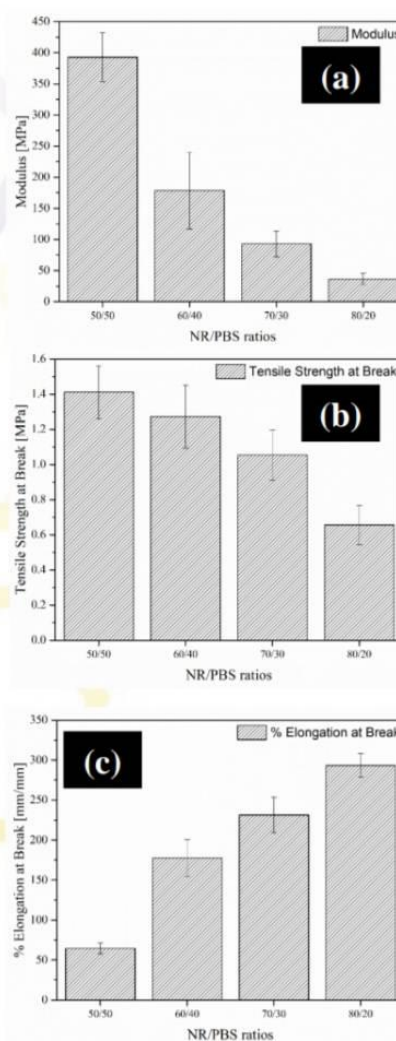 450
400
350
300
250
200
150
100
50
0
Modulus [MPa]
Modulus
(a)
50/50 60/40 70/30 80/20
NR/PBS ratios
1.6
1.4
1.2
1.0
0.8
0.6
0.4
0.2
0.0
Tensile Strength at Break [MPa]
Tensile Strength at Break
(b)
50/50 60/40 70/30 80/20
NR/PBS ratios
350
300
250
200
150
100
50
0
% Elongation at Break [mm/mm]
% Elongation at Break
(c)
50/50 60/40 70/30 80/20
NR/PBS ratios